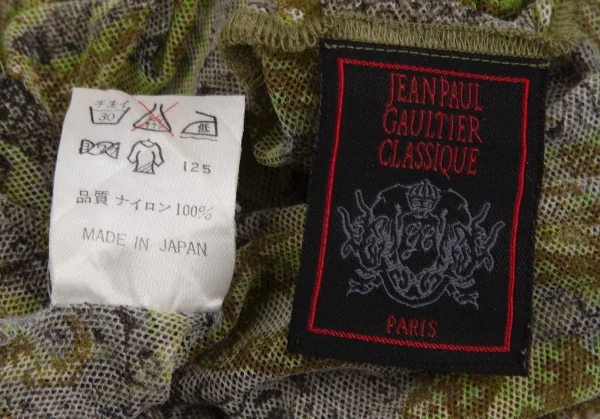 手洗イ
30
低
125
品質 ナイロン100%
MADE IN JAPAN
JEAN PAUL
GAULTIER
CLASSIQUE
PARIS